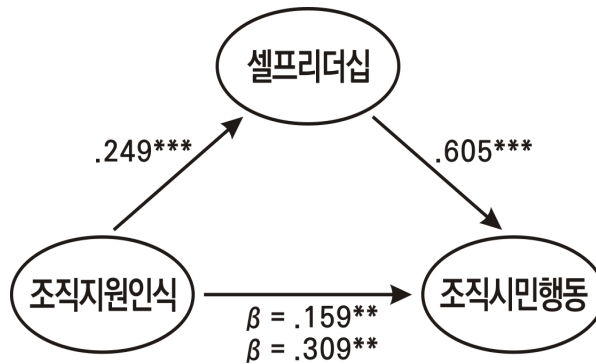 셀프리더십
.249***
.605***
조직지원인식
조직시민행동
β = .159**
β = .309**